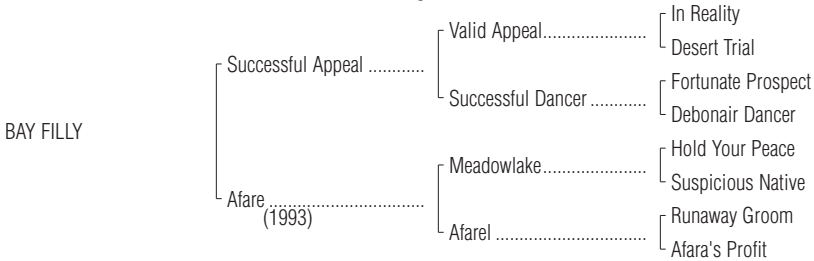 In Reality
Valid Appeal......................
Desert Trial
Successful Appeal ............
Fortunate Prospect
Successful Dancer ............
Debonair Dancer
BAY FILLY
Hold Your Peace
Meadowlake......................
Suspicious Native
Afare .................................
(1993)
Runaway Groom
Afarel ................................
Afara's Profit